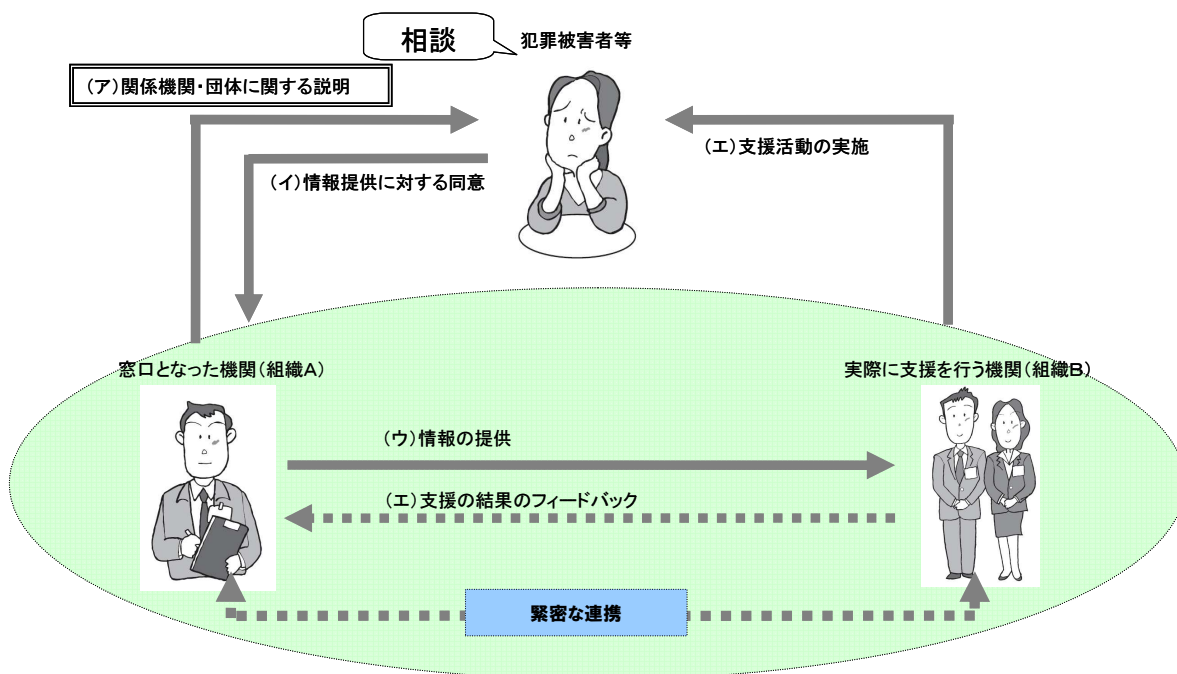 相談
犯罪被害者等
(ア)関係機関・団体に関する説明
(エ)支援活動の実施
(イ)情報提供に対する同意
窓口となった機関(組織A)
実際に支援を行う機関(組織B)
(ウ)情報の提供
(エ)支援の結果のフィードバック
緊密な連携